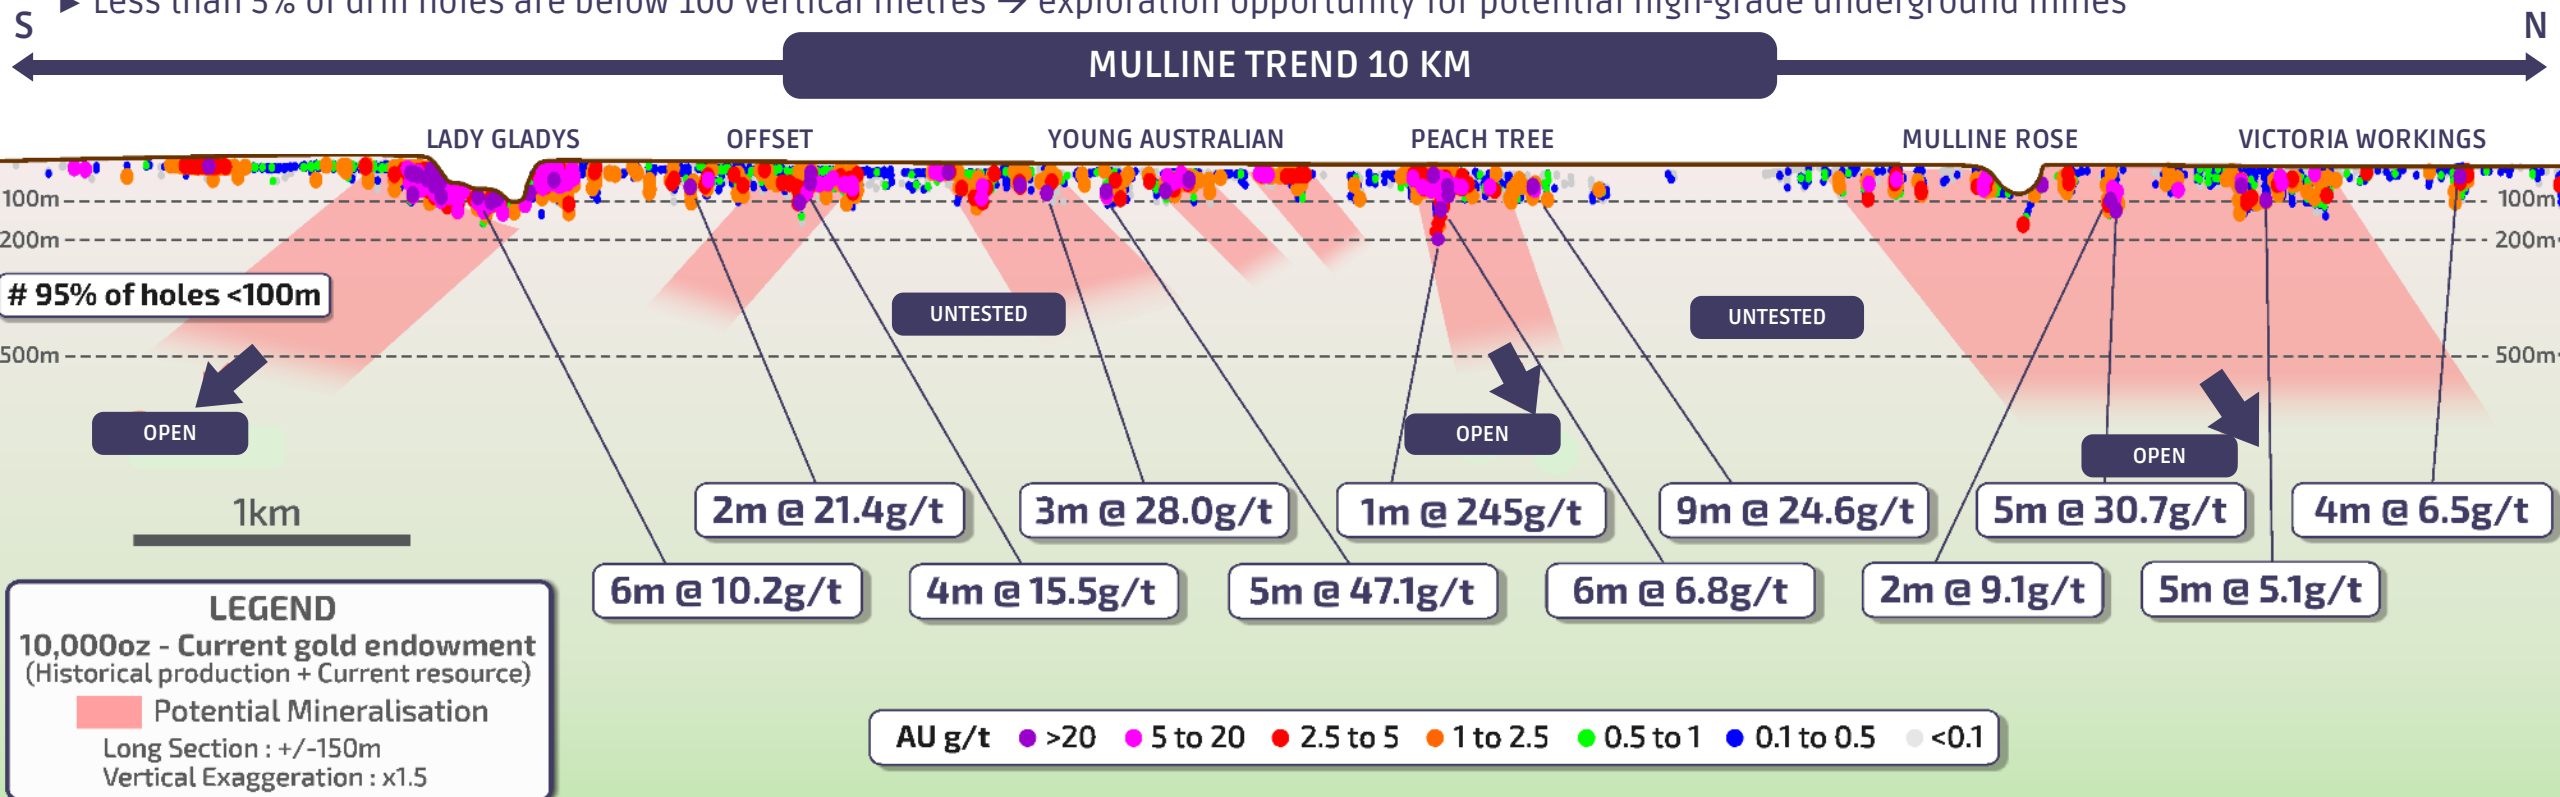 ► Less than 5% of drill holes are below 100 vertical metres → exploration opportunity for potential high-grade underground mines
S
N
MULLINE TREND 10 KM
LADY GLADYS
OFFSET
YOUNG AUSTRALIAN
PEACH TREE
MULLINE ROSE
VICTORIA WORKINGS
100m
100m
200m
200m
# 95% of holes <100m
UNTESTED
UNTESTED
500m
500m
OPEN
OPEN
OPEN
1km
2m @ 21.4g/t
3m @ 28.0g/t
1m @ 245g/t
9m @ 24.6g/t
5m @ 30.7g/t
4m @ 6.5g/t
6m @ 10.2g/t
4m @ 15.5g/t
5m @ 47.1g/t
6m @ 6.8g/t
2m @ 9.1g/t
5m @ 5.1g/t
LEGEND
10,000oz - Current gold endowment
(Historical production + Current resource)
Potential Mineralisation
Long Section : +/-150m
Vertical Exaggeration : x1.5
AU g/t >20 5 to 20 2.5 to 5 1 to 2.5 0.5 to 1 0.1 to 0.5 <0.1